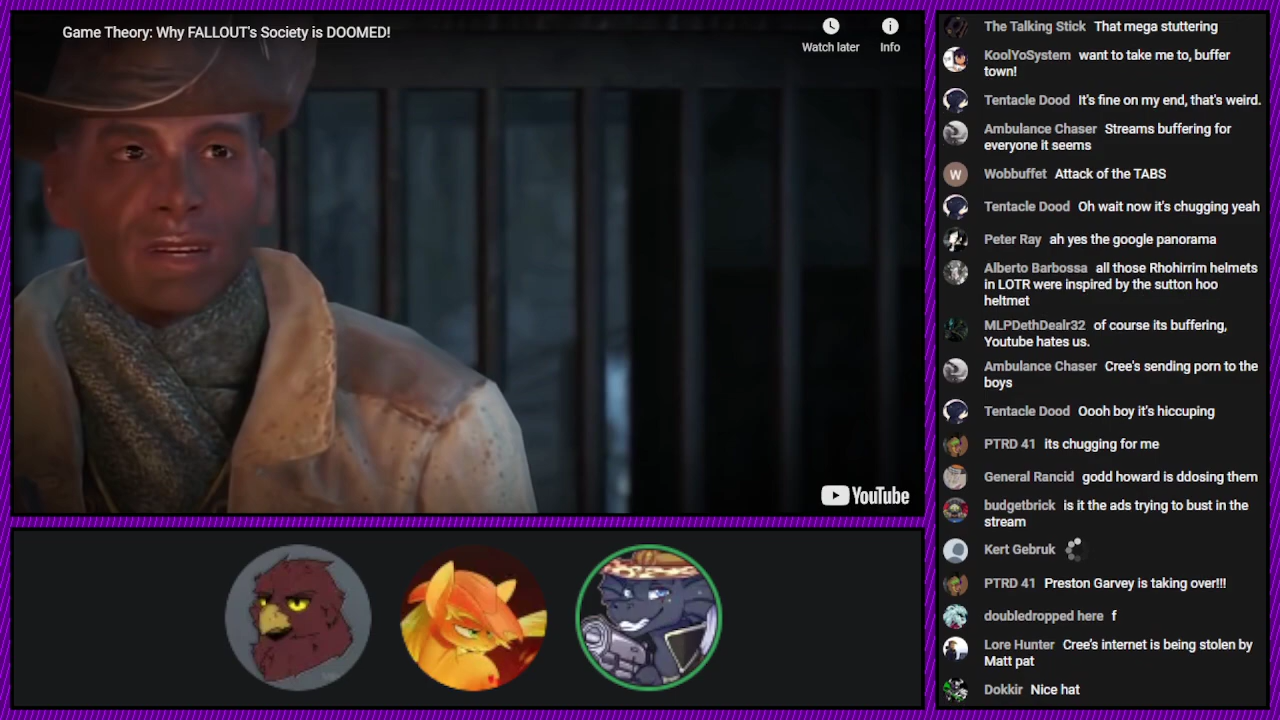 Game Theory: Why FALLOUT's Society is DOOMED!
Watch later
Info
YouTube
The Talking Stick That mega stuttering
KoolYoSystem want to take me to, buffer
town!
Tentacle Dood It's fine on my end, that's weird.
Ambulance Chaser Streams buffering for
everyone it seems
W
Wobbuffet Attack of the TABS
Tentacle Dood Oh wait now it's chugging yeah
Peter Ray ah yes the google panorama
Alberto Barbossa all those Rhohirrim helmets
in LOTR were inspired by the sutton hoo
heltmet
MLPDethDealr32 of course its buffering,
Youtube hates us.
Ambulance Chaser Cree's sending porn to the
boys
Tentacle Dood Oooh boy it's hiccuping
PTRD 41 its chugging for me
General Rancid godd howard is ddosing them
budgetbrick is it the ads trying to bust in the
stream
Kert Gebruk
PTRD 41 Preston Garvey is taking over!!!
doubledropped here f
Lore Hunter Cree's internet is being stolen by
Matt pat
Dokkir Nice hat